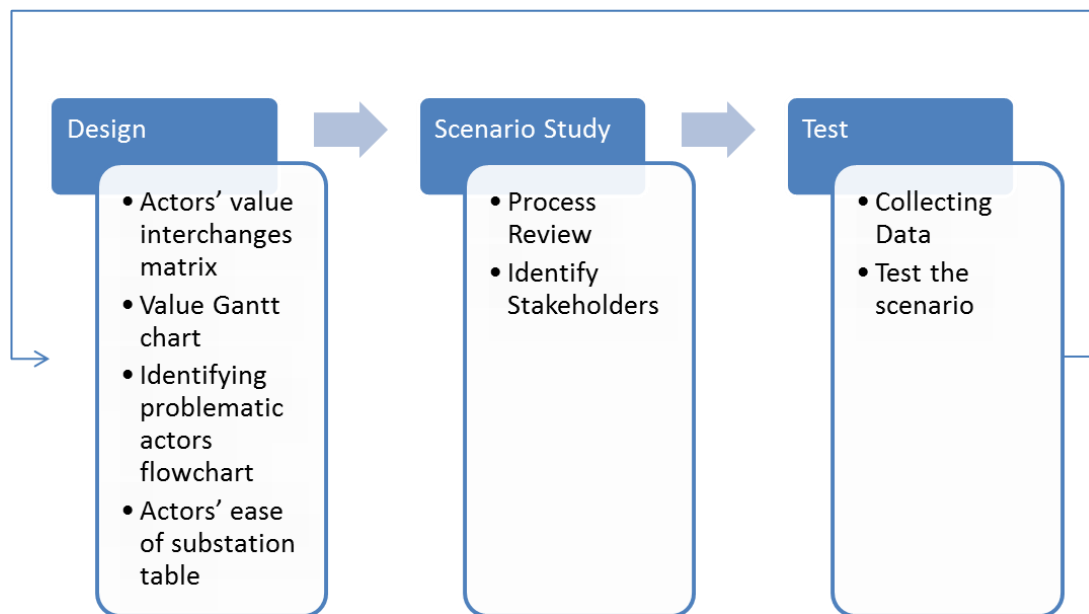 Design
• Actors’ value
interchanges
matrix
• Value Gantt
chart
• Identifying
problematic
actors
flowchart
• Actors’ ease
of substation
table
Scenario Study
• Process
Review
• Identify
Stakeholders
Test
• Collecting
Data
• Test the
scenario